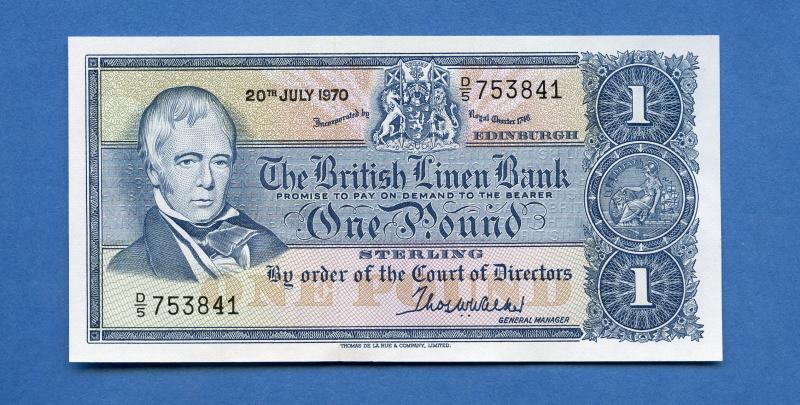 20TH JULY 1970
D/5 753841
Incorporated by Royal Charter 1746
EDINBURGH
1
The British Linen Bank
PROMISE TO PAY ON DEMAND TO THE BEARER
One Pound
STERLING
By order of the Court of Directors
ONE POUND
D/5 753841
Thos W Walker
GENERAL MANAGER
1
THOMAS DE LA RUE & COMPANY, LIMITED.